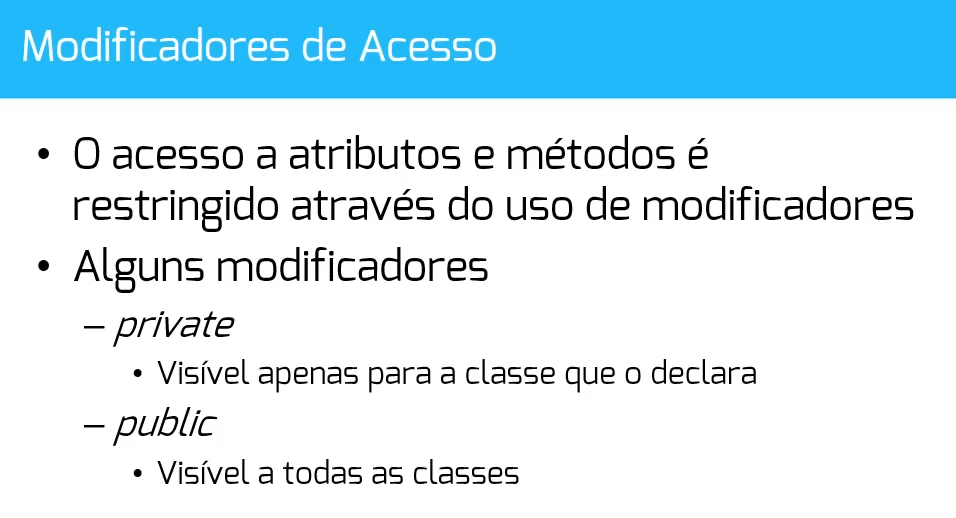 Modificadores de Acesso
• O acesso a atributos e métodos é
restringido através do uso de modificadores
• Alguns modificadores
– private
• Visível apenas para a classe que o declara
– public
• Visível a todas as classes